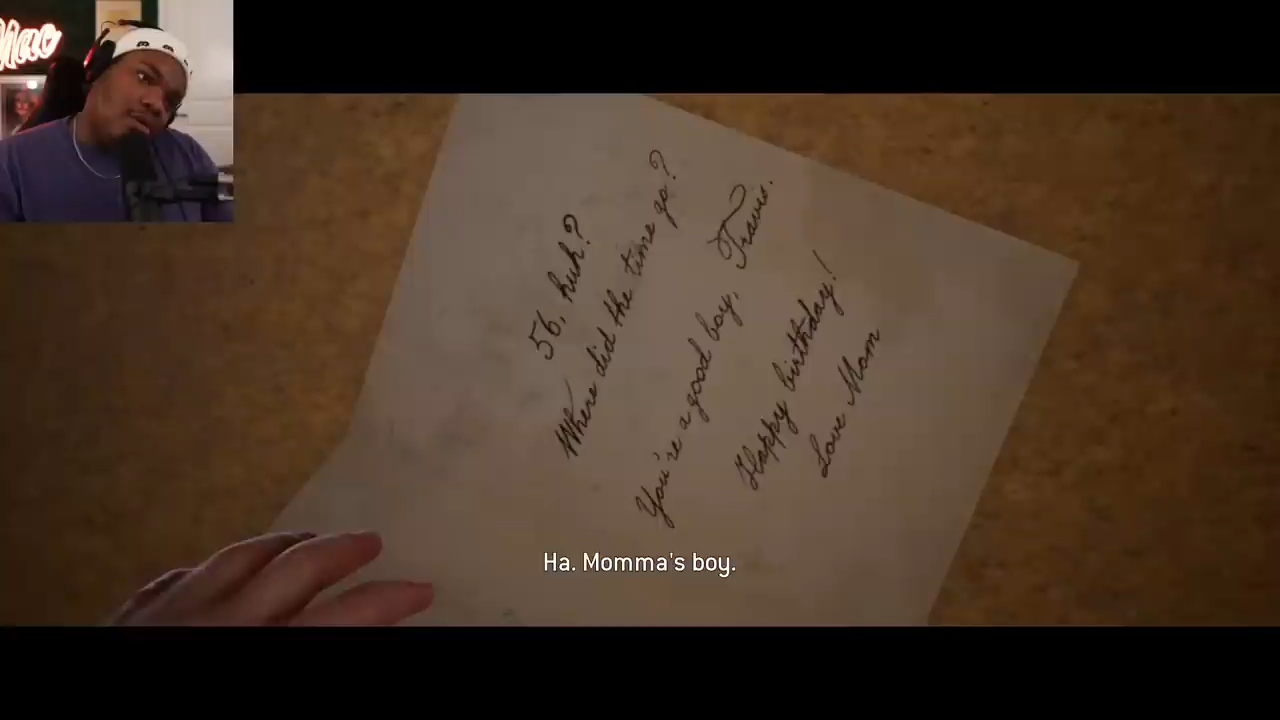 56, huh?
Where did the time go?
You're a good boy, Travis.
Happy birthday!
Love Mom
Ha. Momma's boy.